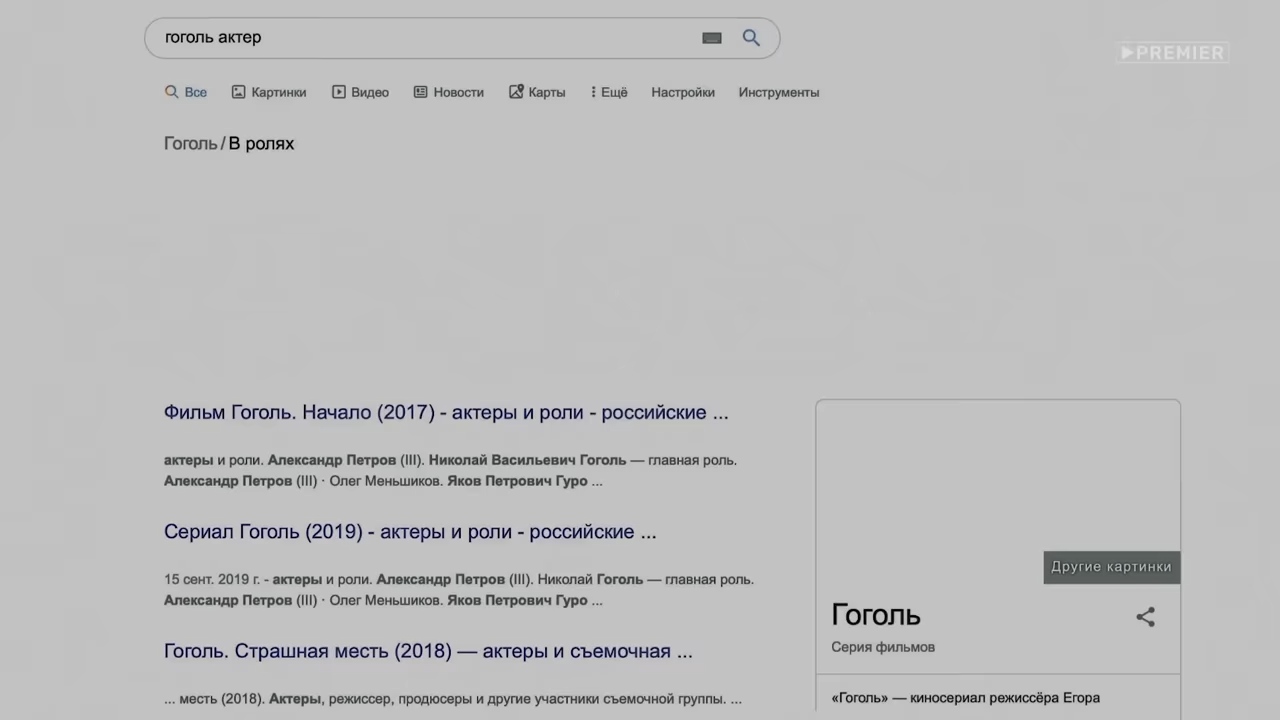 гоголь актер
PREMIER
Все Картинки Видео Новости Карты Ещё Настройки Инструменты
Гоголь / В ролях
Фильм Гоголь. Начало (2017) - актеры и роли - российские ...
актеры и роли. Александр Петров (III). Николай Васильевич Гоголь — главная роль.
Александр Петров (III) · Олег Меньшиков. Яков Петрович Гуро ...
Сериал Гоголь (2019) - актеры и роли - российские ...
15 сент. 2019 г. - актеры и роли. Александр Петров (III). Николай Гоголь — главная роль.
Александр Петров (III) · Олег Меньшиков. Яков Петрович Гуро ...
Гоголь. Страшная месть (2018) — актеры и съемочная ...
... месть (2018). Актеры, режиссер, продюсеры и другие участники съемочной группы. ...
Другие картинки
Гоголь
Серия фильмов
«Гоголь» — киносериал режиссёра Егора